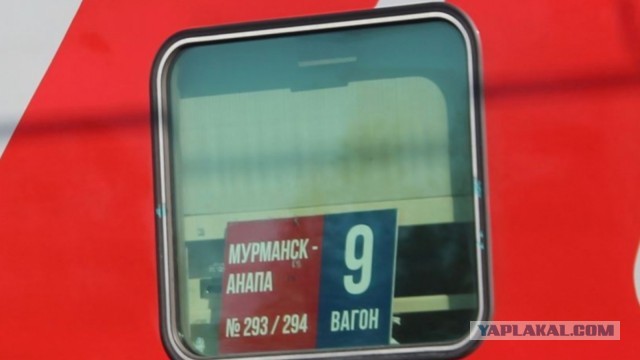 МУРМАНСК -
АНАПА
№ 293 / 294
9
ВАГОН
YAPLAKAL.COM